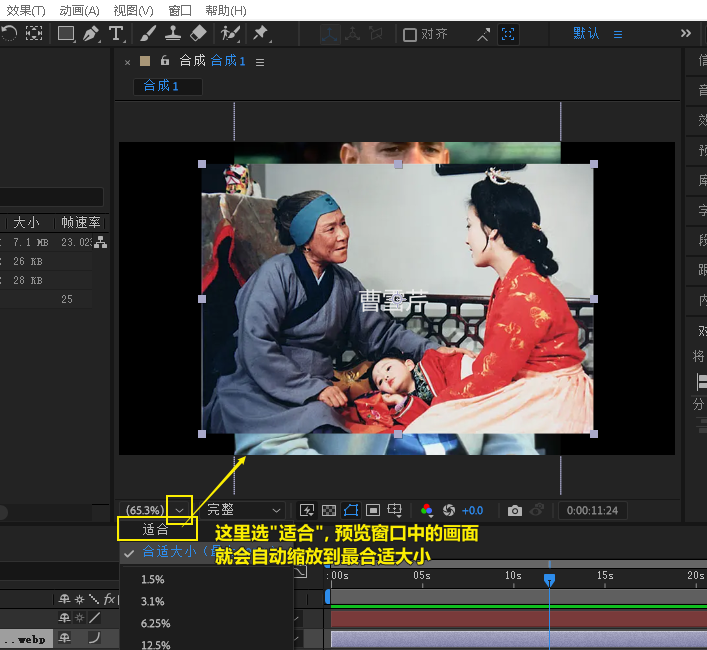 效果(T) 动画(A) 视图(V) 窗口 帮助(H)
对齐 默认
合成 合成 1
合成 1
大小 帧速率
7.1 MB 23.02
26 KB
28 KB
25
曹雪芹
(65.3%) 完整 +0.0 0:00:11:24
适合
合适大小
这里选"适合", 预览窗口中的画面
就会自动缩放到最合适大小
:00s 05s 10s 15s 20s
1.5%
3.1%
fx
6.25%
..webp
12.5%